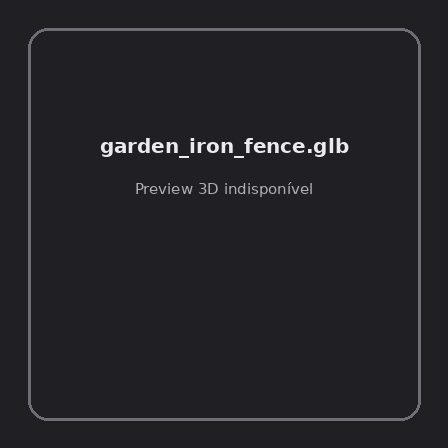 garden_iron_fence.glb
Preview 3D indisponível